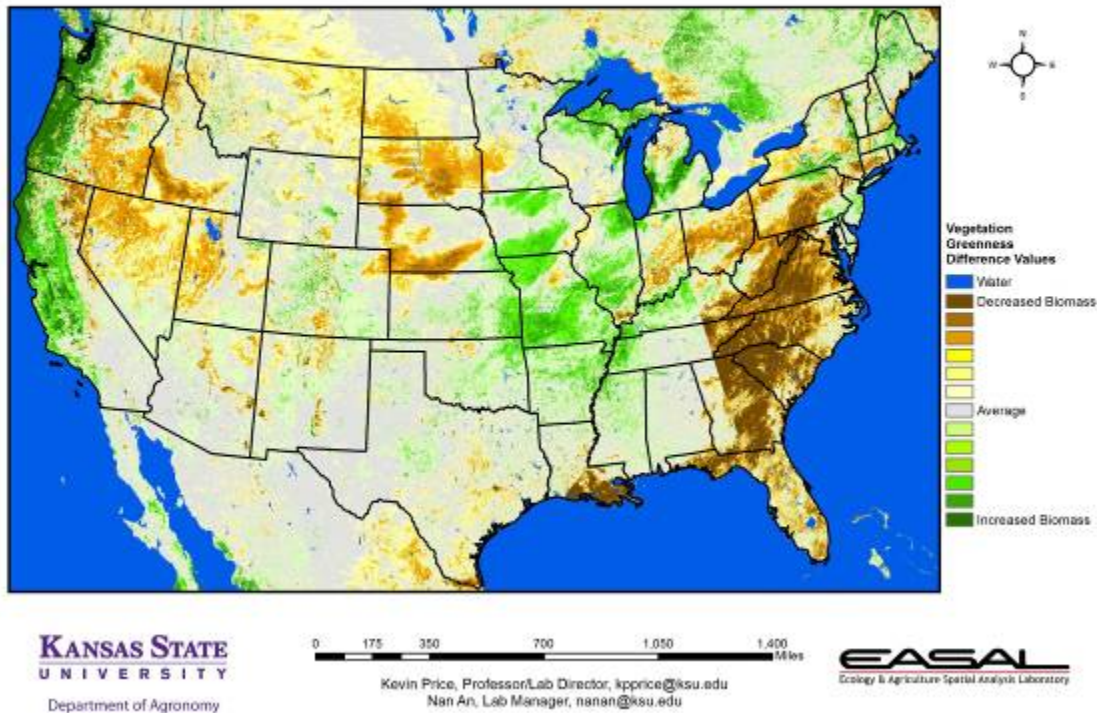 N
W
E
S
Vegetation
Greenness
Difference Values
Water
Decreased Biomass
Average
Increased Biomass
KANSAS STATE
UNIVERSITY
Department of Agronomy
0 175 350 700 1,050 1,400
Miles
Kevin Price, Professor/Lab Director, kpprice@ksu.edu
Nan An, Lab Manager, nanan@ksu.edu
EASAL
Ecology & Agriculture Spatial Analysis Laboratory